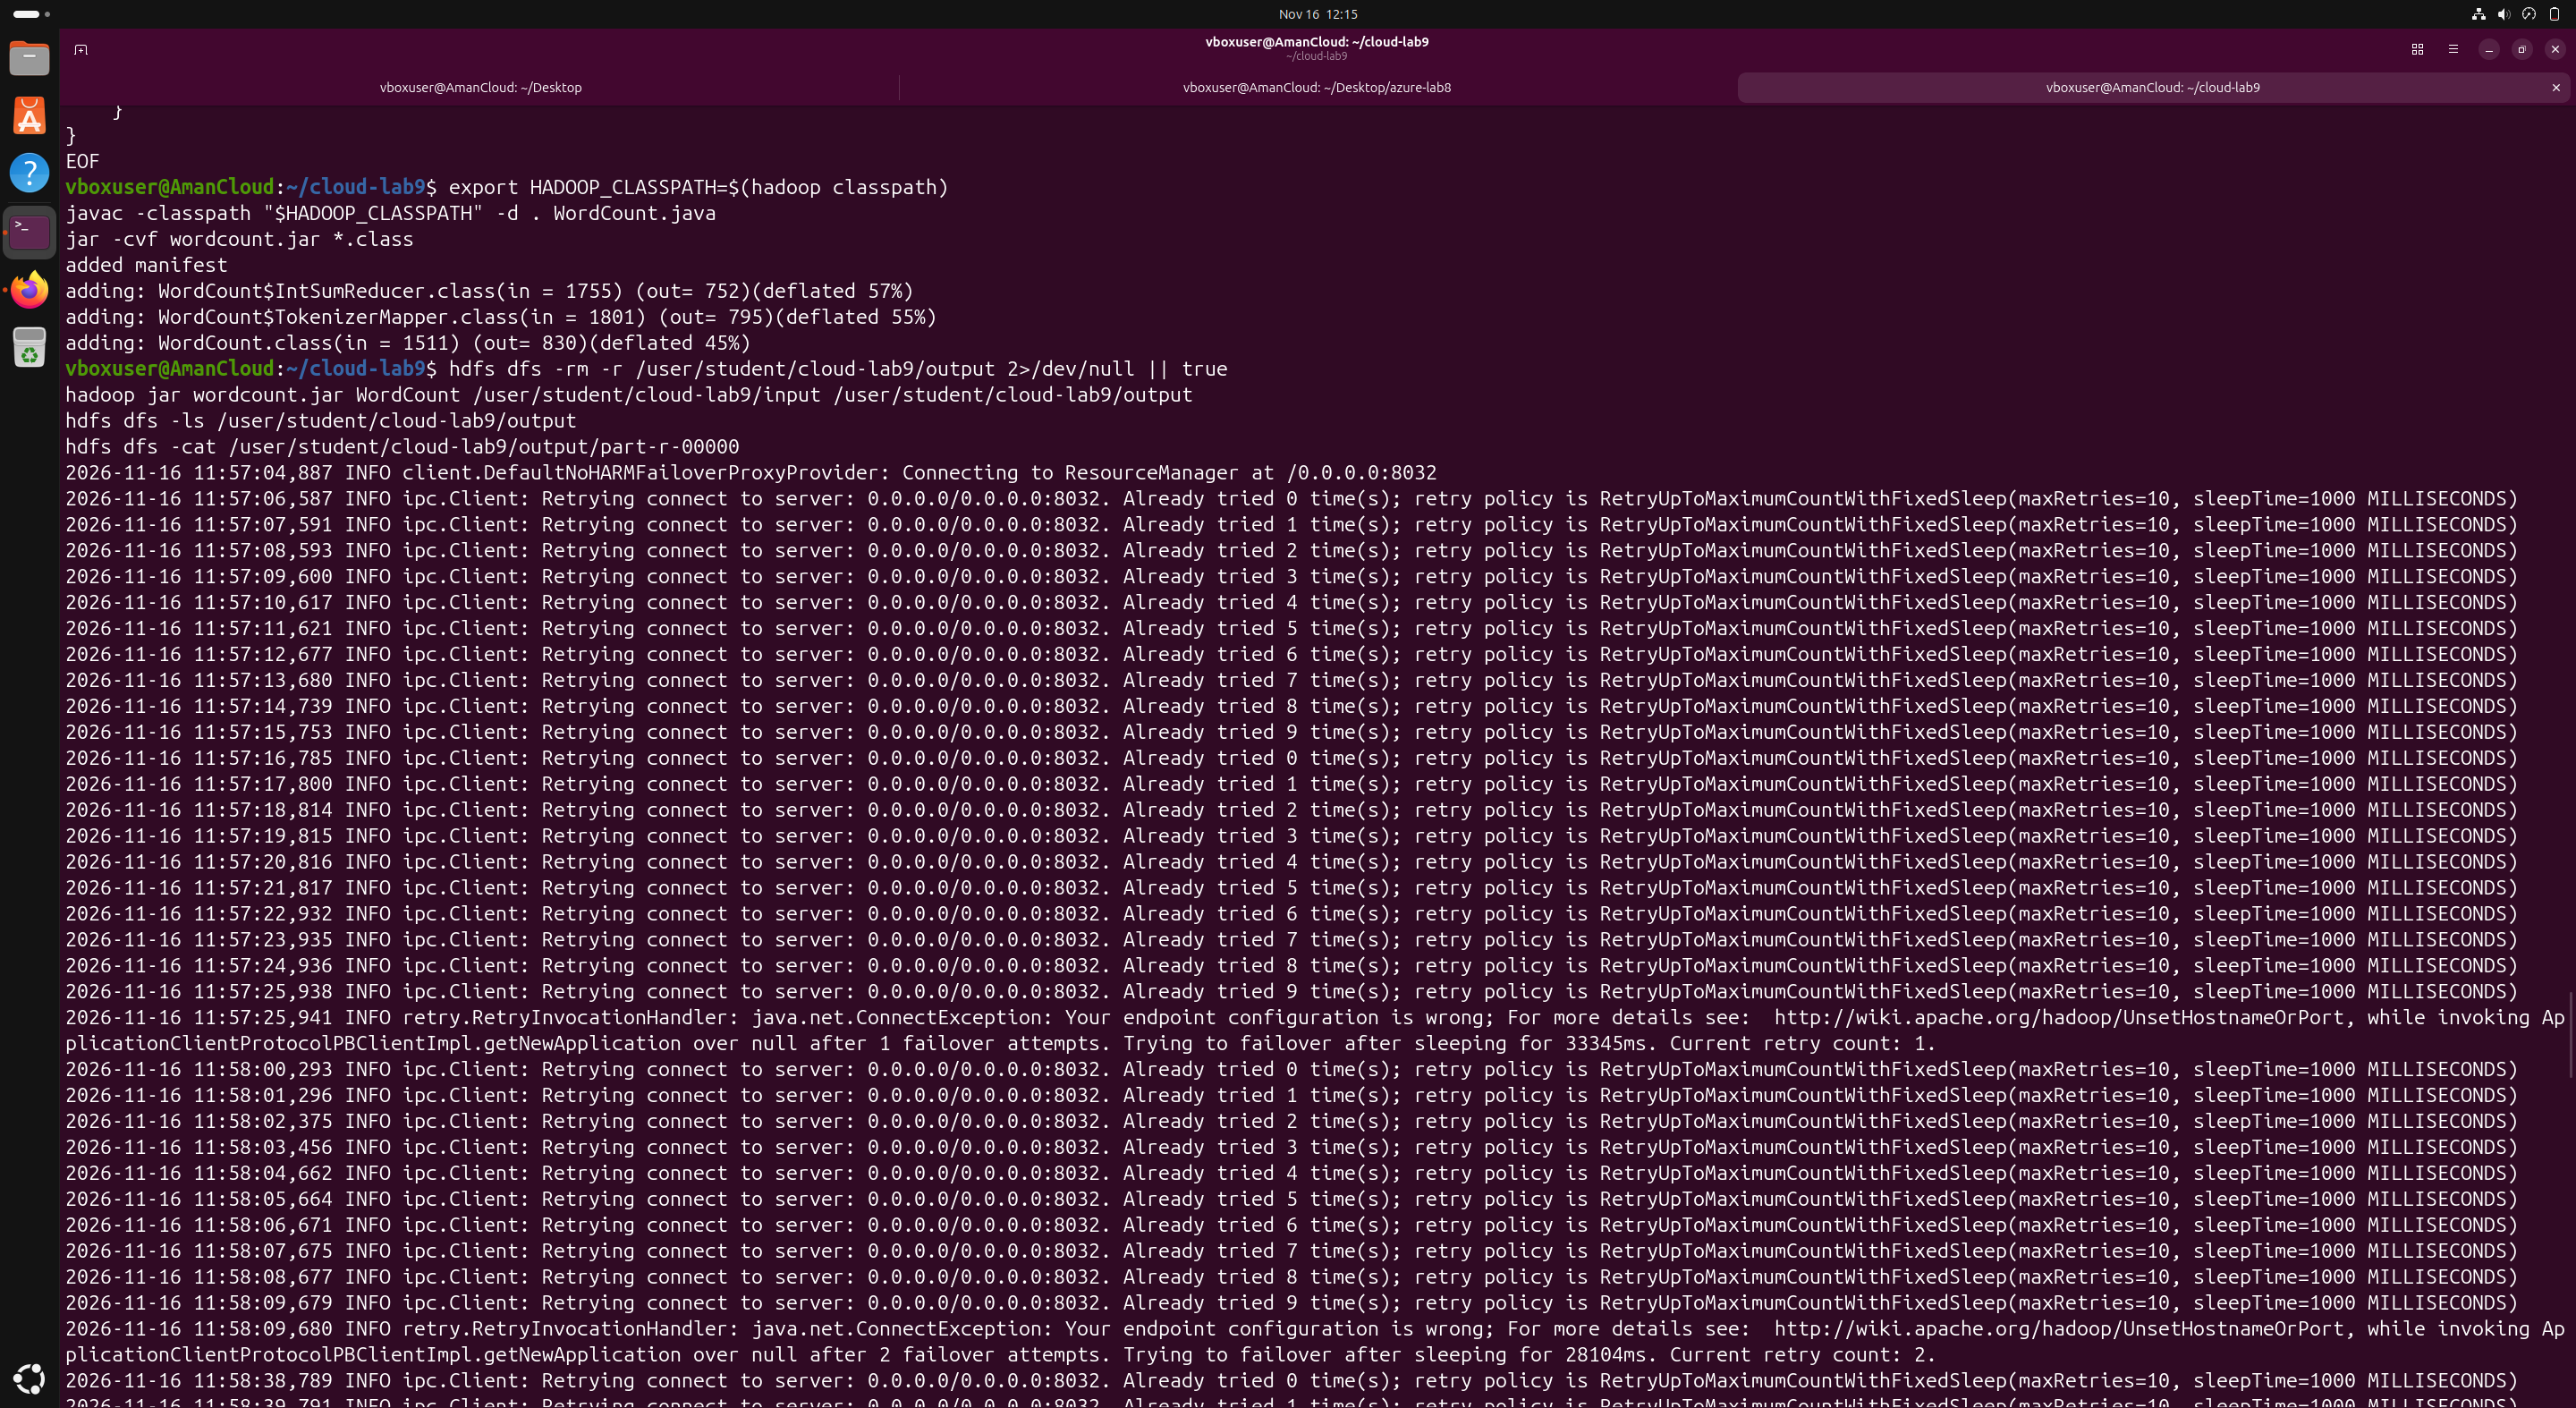 Nov 16 12:15
vboxuser@AmanCloud: ~/cloud-lab9
~/cloud-lab9
vboxuser@AmanCloud: ~/Desktop
vboxuser@AmanCloud: ~/Desktop/azure-lab8
vboxuser@AmanCloud: ~/cloud-lab9
}
}
EOF
vboxuser@AmanCloud:~/cloud-lab9$ export HADOOP_CLASSPATH=$(hadoop classpath)
javac -classpath "$HADOOP_CLASSPATH" -d . WordCount.java
jar -cvf wordcount.jar *.class
added manifest
adding: WordCount$IntSumReducer.class(in = 1755) (out= 752)(deflated 57%)
adding: WordCount$TokenizerMapper.class(in = 1801) (out= 795)(deflated 55%)
adding: WordCount.class(in = 1511) (out= 830)(deflated 45%)
vboxuser@AmanCloud:~/cloud-lab9$ hdfs dfs -rm -r /user/student/cloud-lab9/output 2>/dev/null || true
hadoop jar wordcount.jar WordCount /user/student/cloud-lab9/input /user/student/cloud-lab9/output
hdfs dfs -ls /user/student/cloud-lab9/output
hdfs dfs -cat /user/student/cloud-lab9/output/part-r-00000
2026-11-16 11:57:04,887 INFO client.DefaultNoHARMFailoverProxyProvider: Connecting to ResourceManager at /0.0.0.0:8032
2026-11-16 11:57:06,587 INFO ipc.Client: Retrying connect to server: 0.0.0.0/0.0.0.0:8032. Already tried 0 time(s); retry policy is RetryUpToMaximumCountWithFixedSleep(maxRetries=10, sleepTime=1000 MILLISECONDS)
2026-11-16 11:57:07,591 INFO ipc.Client: Retrying connect to server: 0.0.0.0/0.0.0.0:8032. Already tried 1 time(s); retry policy is RetryUpToMaximumCountWithFixedSleep(maxRetries=10, sleepTime=1000 MILLISECONDS)
2026-11-16 11:57:08,593 INFO ipc.Client: Retrying connect to server: 0.0.0.0/0.0.0.0:8032. Already tried 2 time(s); retry policy is RetryUpToMaximumCountWithFixedSleep(maxRetries=10, sleepTime=1000 MILLISECONDS)
2026-11-16 11:57:09,600 INFO ipc.Client: Retrying connect to server: 0.0.0.0/0.0.0.0:8032. Already tried 3 time(s); retry policy is RetryUpToMaximumCountWithFixedSleep(maxRetries=10, sleepTime=1000 MILLISECONDS)
2026-11-16 11:57:10,617 INFO ipc.Client: Retrying connect to server: 0.0.0.0/0.0.0.0:8032. Already tried 4 time(s); retry policy is RetryUpToMaximumCountWithFixedSleep(maxRetries=10, sleepTime=1000 MILLISECONDS)
2026-11-16 11:57:11,621 INFO ipc.Client: Retrying connect to server: 0.0.0.0/0.0.0.0:8032. Already tried 5 time(s); retry policy is RetryUpToMaximumCountWithFixedSleep(maxRetries=10, sleepTime=1000 MILLISECONDS)
2026-11-16 11:57:12,677 INFO ipc.Client: Retrying connect to server: 0.0.0.0/0.0.0.0:8032. Already tried 6 time(s); retry policy is RetryUpToMaximumCountWithFixedSleep(maxRetries=10, sleepTime=1000 MILLISECONDS)
2026-11-16 11:57:13,680 INFO ipc.Client: Retrying connect to server: 0.0.0.0/0.0.0.0:8032. Already tried 7 time(s); retry policy is RetryUpToMaximumCountWithFixedSleep(maxRetries=10, sleepTime=1000 MILLISECONDS)
2026-11-16 11:57:14,739 INFO ipc.Client: Retrying connect to server: 0.0.0.0/0.0.0.0:8032. Already tried 8 time(s); retry policy is RetryUpToMaximumCountWithFixedSleep(maxRetries=10, sleepTime=1000 MILLISECONDS)
2026-11-16 11:57:15,753 INFO ipc.Client: Retrying connect to server: 0.0.0.0/0.0.0.0:8032. Already tried 9 time(s); retry policy is RetryUpToMaximumCountWithFixedSleep(maxRetries=10, sleepTime=1000 MILLISECONDS)
2026-11-16 11:57:16,785 INFO ipc.Client: Retrying connect to server: 0.0.0.0/0.0.0.0:8032. Already tried 0 time(s); retry policy is RetryUpToMaximumCountWithFixedSleep(maxRetries=10, sleepTime=1000 MILLISECONDS)
2026-11-16 11:57:17,800 INFO ipc.Client: Retrying connect to server: 0.0.0.0/0.0.0.0:8032. Already tried 1 time(s); retry policy is RetryUpToMaximumCountWithFixedSleep(maxRetries=10, sleepTime=1000 MILLISECONDS)
2026-11-16 11:57:18,814 INFO ipc.Client: Retrying connect to server: 0.0.0.0/0.0.0.0:8032. Already tried 2 time(s); retry policy is RetryUpToMaximumCountWithFixedSleep(maxRetries=10, sleepTime=1000 MILLISECONDS)
2026-11-16 11:57:19,815 INFO ipc.Client: Retrying connect to server: 0.0.0.0/0.0.0.0:8032. Already tried 3 time(s); retry policy is RetryUpToMaximumCountWithFixedSleep(maxRetries=10, sleepTime=1000 MILLISECONDS)
2026-11-16 11:57:20,816 INFO ipc.Client: Retrying connect to server: 0.0.0.0/0.0.0.0:8032. Already tried 4 time(s); retry policy is RetryUpToMaximumCountWithFixedSleep(maxRetries=10, sleepTime=1000 MILLISECONDS)
2026-11-16 11:57:21,817 INFO ipc.Client: Retrying connect to server: 0.0.0.0/0.0.0.0:8032. Already tried 5 time(s); retry policy is RetryUpToMaximumCountWithFixedSleep(maxRetries=10, sleepTime=1000 MILLISECONDS)
2026-11-16 11:57:22,932 INFO ipc.Client: Retrying connect to server: 0.0.0.0/0.0.0.0:8032. Already tried 6 time(s); retry policy is RetryUpToMaximumCountWithFixedSleep(maxRetries=10, sleepTime=1000 MILLISECONDS)
2026-11-16 11:57:23,935 INFO ipc.Client: Retrying connect to server: 0.0.0.0/0.0.0.0:8032. Already tried 7 time(s); retry policy is RetryUpToMaximumCountWithFixedSleep(maxRetries=10, sleepTime=1000 MILLISECONDS)
2026-11-16 11:57:24,936 INFO ipc.Client: Retrying connect to server: 0.0.0.0/0.0.0.0:8032. Already tried 8 time(s); retry policy is RetryUpToMaximumCountWithFixedSleep(maxRetries=10, sleepTime=1000 MILLISECONDS)
2026-11-16 11:57:25,938 INFO ipc.Client: Retrying connect to server: 0.0.0.0/0.0.0.0:8032. Already tried 9 time(s); retry policy is RetryUpToMaximumCountWithFixedSleep(maxRetries=10, sleepTime=1000 MILLISECONDS)
2026-11-16 11:57:25,941 INFO retry.RetryInvocationHandler: java.net.ConnectException: Your endpoint configuration is wrong; For more details see:  http://wiki.apache.org/hadoop/UnsetHostnameOrPort, while invoking Ap
plicationClientProtocolPBClientImpl.getNewApplication over null after 1 failover attempts. Trying to failover after sleeping for 33345ms. Current retry count: 1.
2026-11-16 11:58:00,293 INFO ipc.Client: Retrying connect to server: 0.0.0.0/0.0.0.0:8032. Already tried 0 time(s); retry policy is RetryUpToMaximumCountWithFixedSleep(maxRetries=10, sleepTime=1000 MILLISECONDS)
2026-11-16 11:58:01,296 INFO ipc.Client: Retrying connect to server: 0.0.0.0/0.0.0.0:8032. Already tried 1 time(s); retry policy is RetryUpToMaximumCountWithFixedSleep(maxRetries=10, sleepTime=1000 MILLISECONDS)
2026-11-16 11:58:02,375 INFO ipc.Client: Retrying connect to server: 0.0.0.0/0.0.0.0:8032. Already tried 2 time(s); retry policy is RetryUpToMaximumCountWithFixedSleep(maxRetries=10, sleepTime=1000 MILLISECONDS)
2026-11-16 11:58:03,456 INFO ipc.Client: Retrying connect to server: 0.0.0.0/0.0.0.0:8032. Already tried 3 time(s); retry policy is RetryUpToMaximumCountWithFixedSleep(maxRetries=10, sleepTime=1000 MILLISECONDS)
2026-11-16 11:58:04,662 INFO ipc.Client: Retrying connect to server: 0.0.0.0/0.0.0.0:8032. Already tried 4 time(s); retry policy is RetryUpToMaximumCountWithFixedSleep(maxRetries=10, sleepTime=1000 MILLISECONDS)
2026-11-16 11:58:05,664 INFO ipc.Client: Retrying connect to server: 0.0.0.0/0.0.0.0:8032. Already tried 5 time(s); retry policy is RetryUpToMaximumCountWithFixedSleep(maxRetries=10, sleepTime=1000 MILLISECONDS)
2026-11-16 11:58:06,671 INFO ipc.Client: Retrying connect to server: 0.0.0.0/0.0.0.0:8032. Already tried 6 time(s); retry policy is RetryUpToMaximumCountWithFixedSleep(maxRetries=10, sleepTime=1000 MILLISECONDS)
2026-11-16 11:58:07,675 INFO ipc.Client: Retrying connect to server: 0.0.0.0/0.0.0.0:8032. Already tried 7 time(s); retry policy is RetryUpToMaximumCountWithFixedSleep(maxRetries=10, sleepTime=1000 MILLISECONDS)
2026-11-16 11:58:08,677 INFO ipc.Client: Retrying connect to server: 0.0.0.0/0.0.0.0:8032. Already tried 8 time(s); retry policy is RetryUpToMaximumCountWithFixedSleep(maxRetries=10, sleepTime=1000 MILLISECONDS)
2026-11-16 11:58:09,679 INFO ipc.Client: Retrying connect to server: 0.0.0.0/0.0.0.0:8032. Already tried 9 time(s); retry policy is RetryUpToMaximumCountWithFixedSleep(maxRetries=10, sleepTime=1000 MILLISECONDS)
2026-11-16 11:58:09,680 INFO retry.RetryInvocationHandler: java.net.ConnectException: Your endpoint configuration is wrong; For more details see:  http://wiki.apache.org/hadoop/UnsetHostnameOrPort, while invoking Ap
plicationClientProtocolPBClientImpl.getNewApplication over null after 2 failover attempts. Trying to failover after sleeping for 28104ms. Current retry count: 2.
2026-11-16 11:58:38,789 INFO ipc.Client: Retrying connect to server: 0.0.0.0/0.0.0.0:8032. Already tried 0 time(s); retry policy is RetryUpToMaximumCountWithFixedSleep(maxRetries=10, sleepTime=1000 MILLISECONDS)
2026-11-16 11:58:39,791 INFO ipc.Client: Retrying connect to server: 0.0.0.0/0.0.0.0:8032. Already tried 1 time(s); retry policy is RetryUpToMaximumCountWithFixedSleep(maxRetries=10, sleepTime=1000 MILLISECONDS)